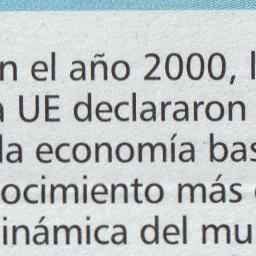 n el año 2000, l
a UE declararon
la economía bas
ocimiento más
inámica del mu